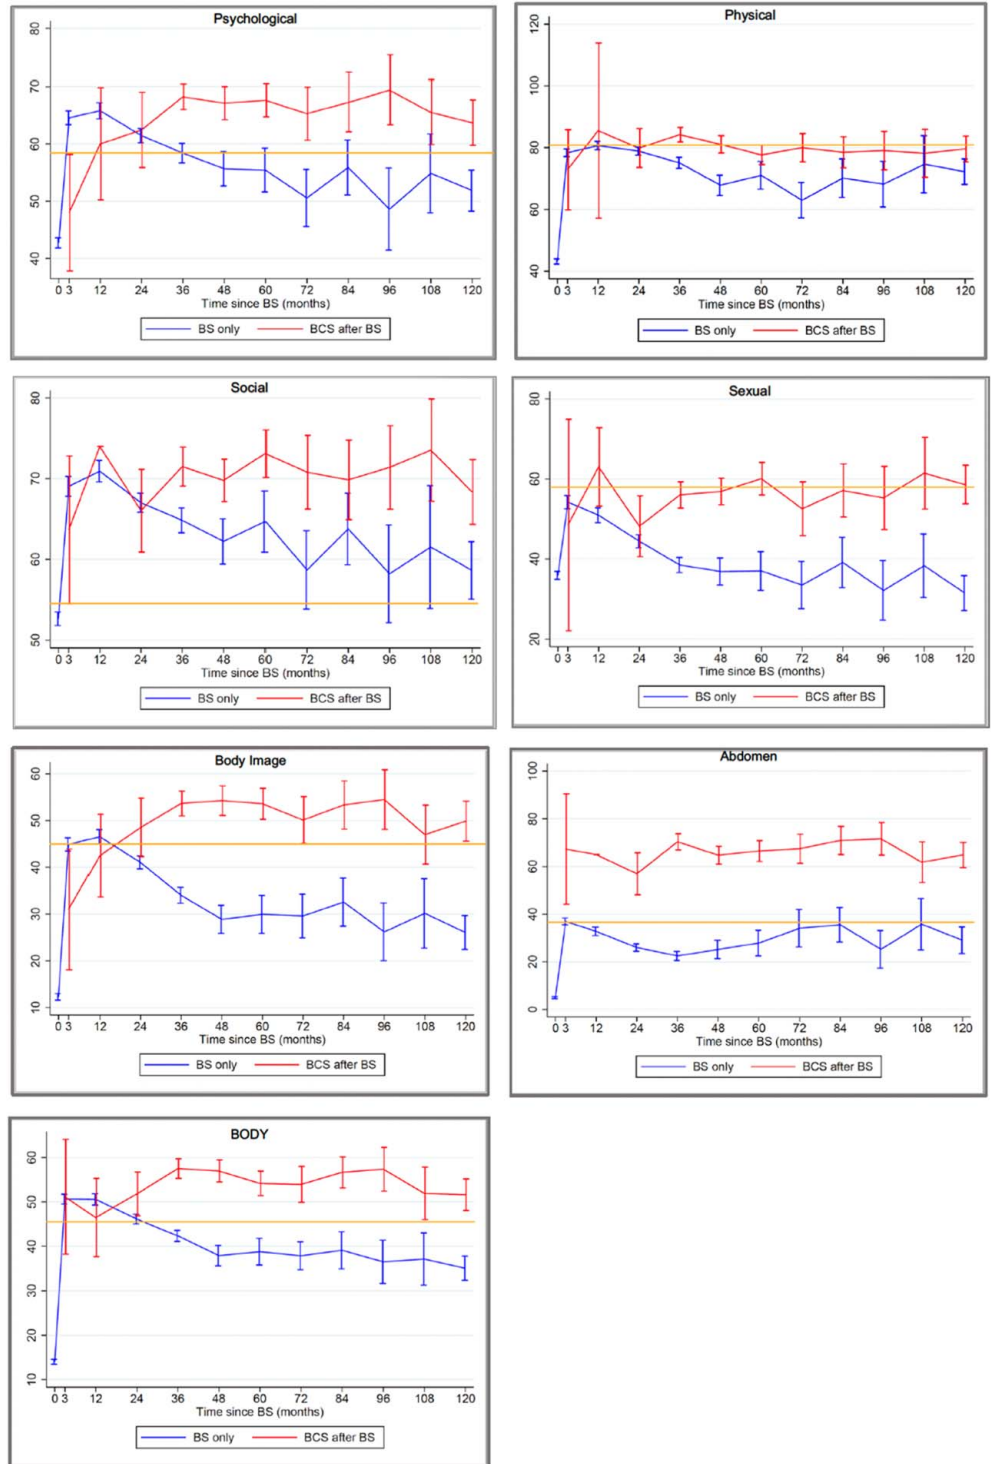 Psychological
80
70
60
50
40
0 3 12 24 36 48 60 72 84 96 108 120
Time since BS (months)
BS only BCS after BS
Physical
120
100
80
60
40
0 3 12 24 36 48 60 72 84 96 108 120
Time since BS (months)
BS only BCS after BS
Social
80
70
60
50
0 3 12 24 36 48 60 72 84 96 108 120
Time since BS (months)
BS only BCS after BS
Sexual
80
60
40
20
0 3 12 24 36 48 60 72 84 96 108 120
Time since BS (months)
BS only BCS after BS
Body Image
60
50
40
30
20
10
0 3 12 24 36 48 60 72 84 96 108 120
Time since BS (months)
BS only BCS after BS
Abdomen
100
80
60
40
20
0
0 3 12 24 36 48 60 72 84 96 108 120
Time since BS (months)
BS only BCS after BS
BODY
60
50
40
30
20
10
0 3 12 24 36 48 60 72 84 96 108 120
Time since BS (months)
BS only BCS after BS